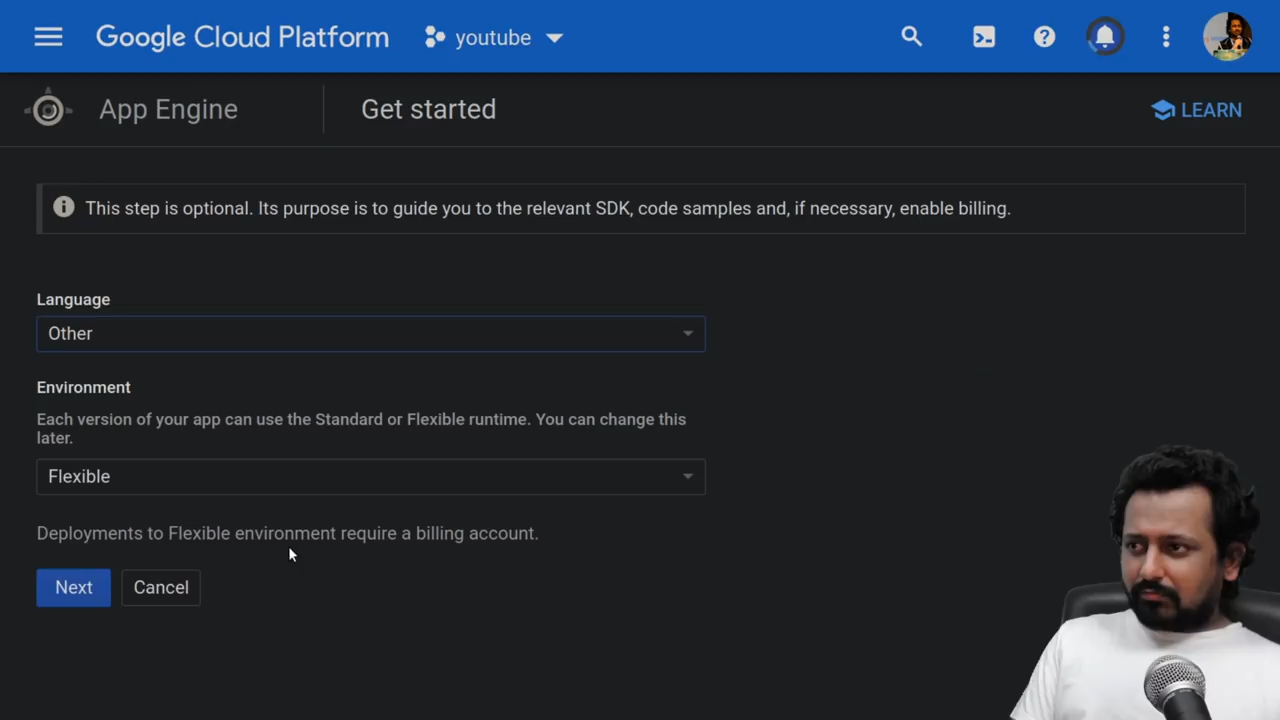 Google Cloud Platform youtube
App Engine Get started LEARN
This step is optional. Its purpose is to guide you to the relevant SDK, code samples and, if necessary, enable billing.
Language
Other
Environment
Each version of your app can use the Standard or Flexible runtime. You can change this
later.
Flexible
Deployments to Flexible environment require a billing account.
Next Cancel